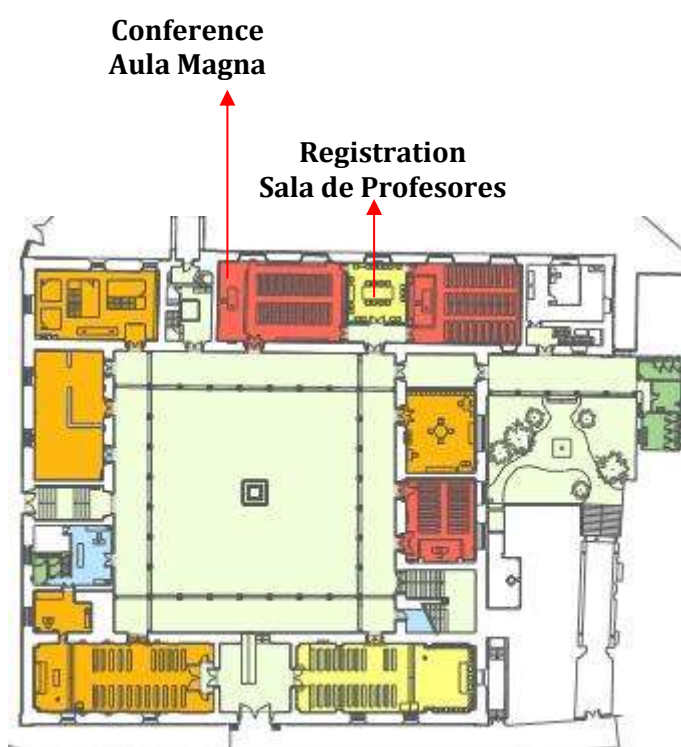 Conference
Aula Magna
Registration
Sala de Profesores